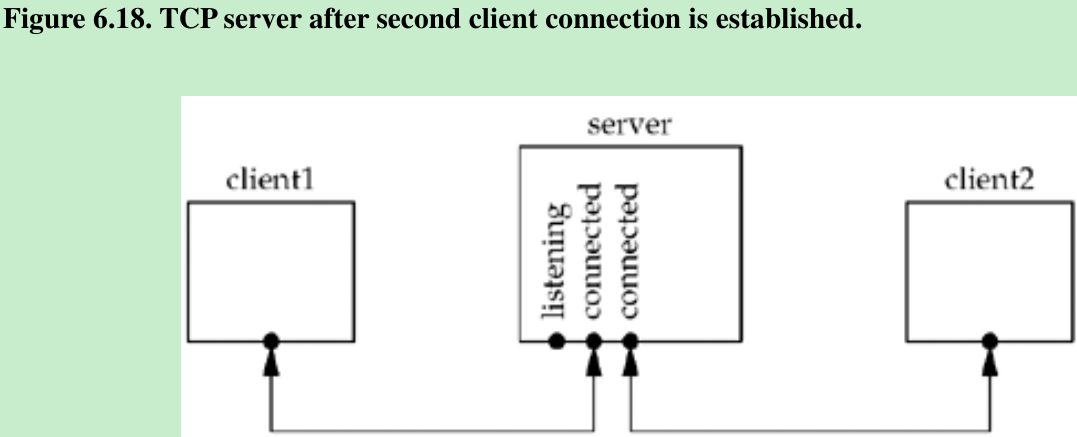 Figure 6.18. TCP server after second client connection is established.
server
client1
client2
listening
connected
connected